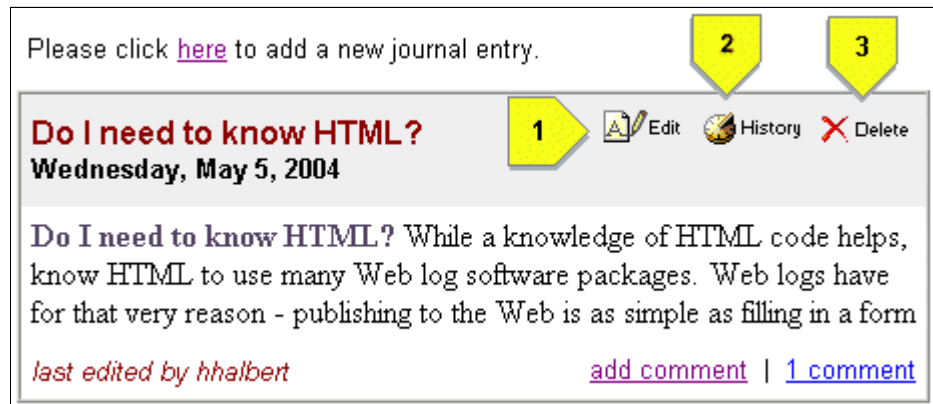 Please click here to add a new journal entry.
2
3
Do I need to know HTML?
1
Edit
History
Delete
Wednesday, May 5, 2004
Do I need to know HTML? While a knowledge of HTML code helps,
know HTML to use many Web log software packages. Web logs have
for that very reason - publishing to the Web is as simple as filling in a form
last edited by hhalbert
add comment | 1 comment